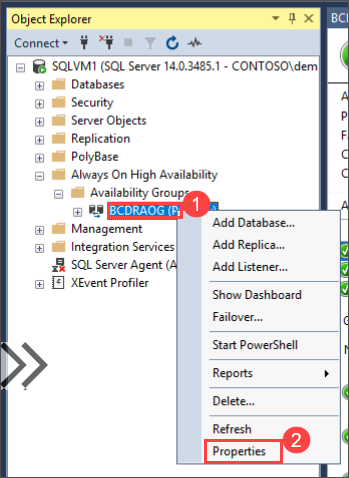 Object Explorer
BCD
Connect
SQLVM1 (SQL Server 14.0.3485.1 - CONTOSO\dem
Databases
Security
Server Objects
Replication
PolyBase
Always On High Availability
Availability Groups
BCDRAOG (P
1
Management
Integration Services
SQL Server Agent (A
XEvent Profiler
Add Database...
Add Replica...
Add Listener...
Show Dashboard
Failover...
Start PowerShell
Reports
Delete...
Refresh
2
Properties